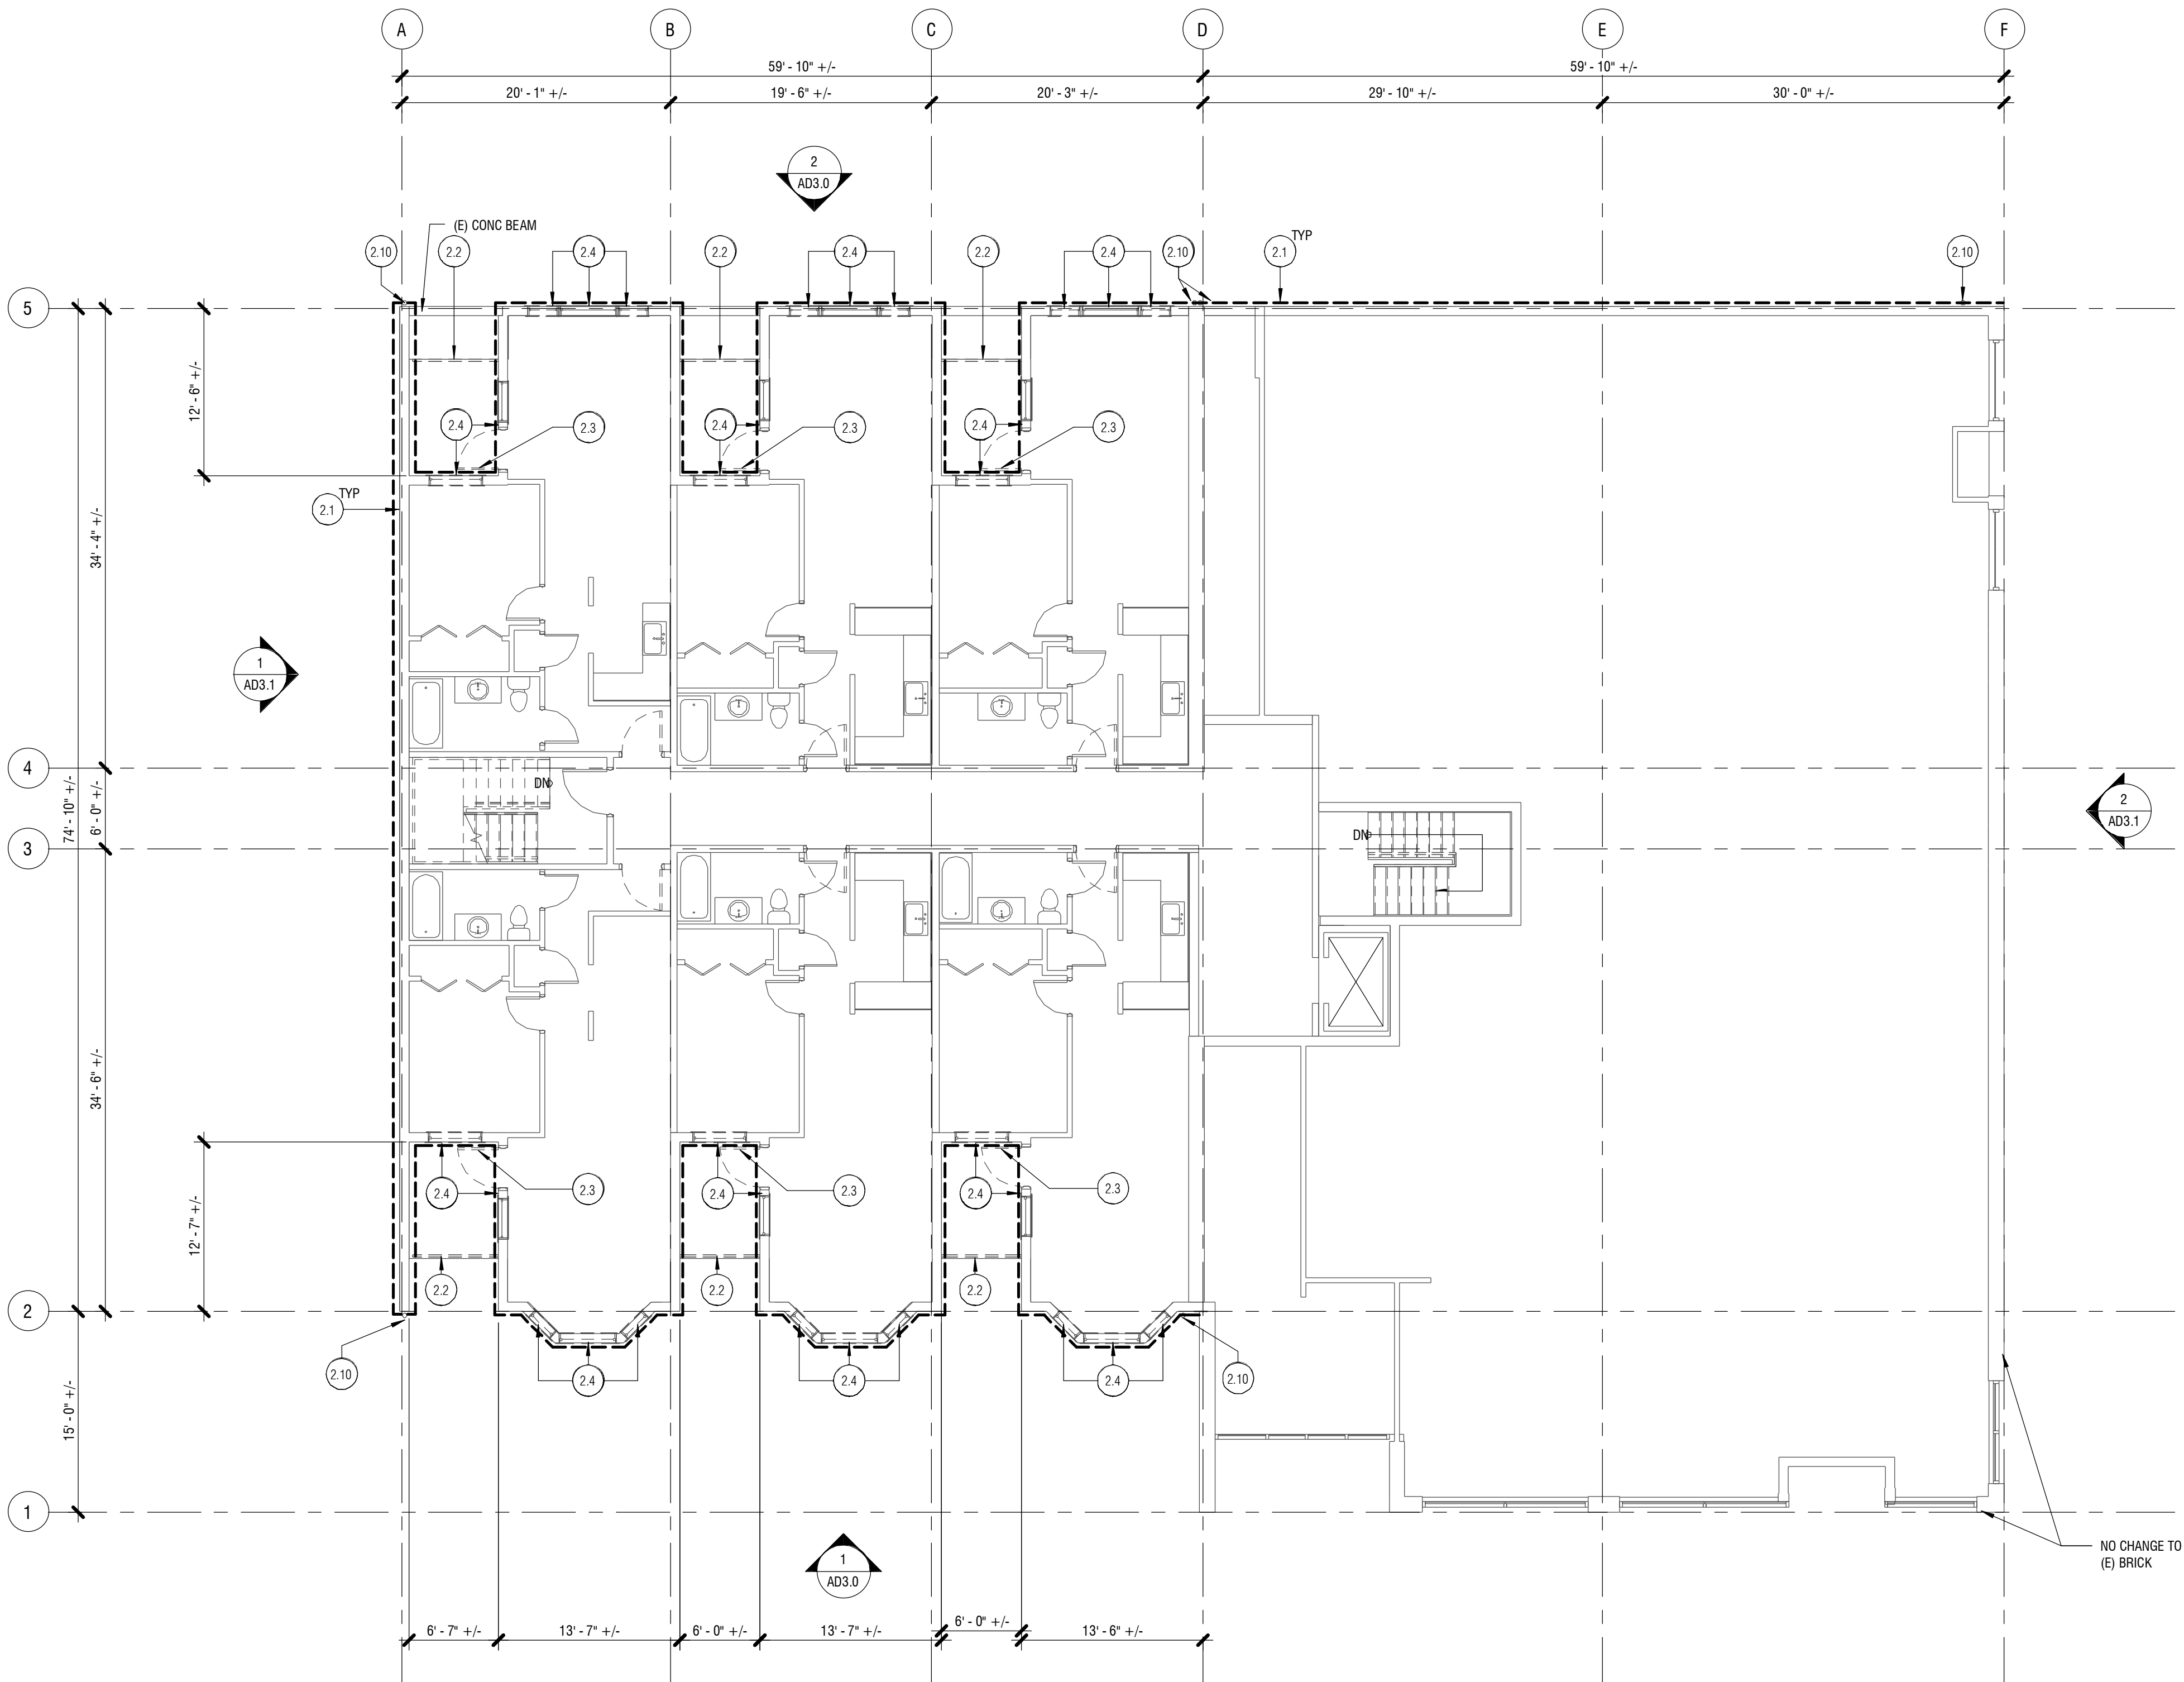 A B C D E F
59' - 10" +/- 59' - 10" +/-
20' - 1" +/- 19' - 6" +/- 20' - 3" +/- 29' - 10" +/- 30' - 0" +/-
2
AD3.0
(E) CONC BEAM
TYP
2.10 2.2 2.4 2.2 2.4 2.2 2.4 2.10 2.1 2.10
5
12' - 6" +/-
2.4 2.3 2.4 2.3 2.4 2.3
TYP
2.1
34' - 4" +/-
1
AD3.1
4
DN
74' - 10" +/-
6' - 0" +/-
2
AD3.1
DN
3
34' - 6" +/-
2.4 2.3 2.4 2.3 2.4 2.3
12' - 7" +/-
2.2 2.2 2.2
2
2.10 2.4 2.4 2.4 2.10
15' - 0" +/-
1
NO CHANGE TO
(E) BRICK
1
AD3.0
6' - 7" +/- 13' - 7" +/- 6' - 0" +/- 13' - 7" +/- 6' - 0" +/- 13' - 6" +/-